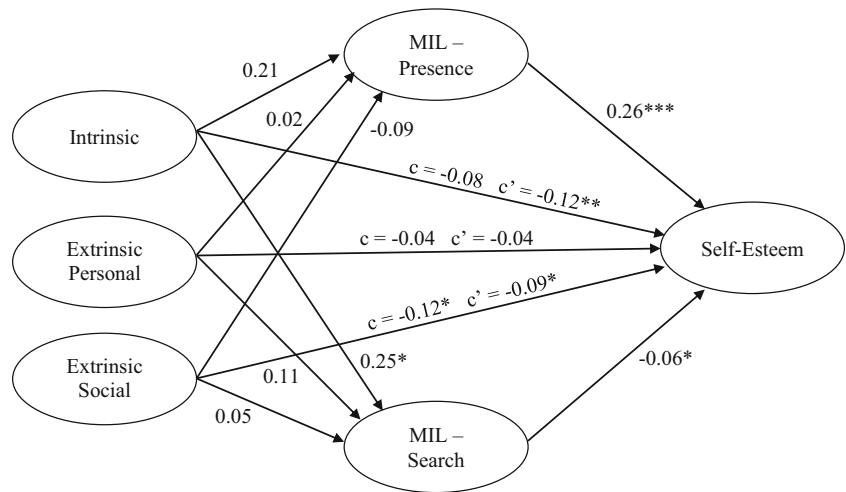 MIL –
Presence
0.21
0.26***
0.02
-0.09
Intrinsic
c = -0.08 c’ = -0.12**
Extrinsic
Personal
c = -0.04 c’ = -0.04
Self-Esteem
c = -0.12* c’ = -0.09*
Extrinsic
Social
0.11
0.25*
-0.06*
0.05
MIL –
Search